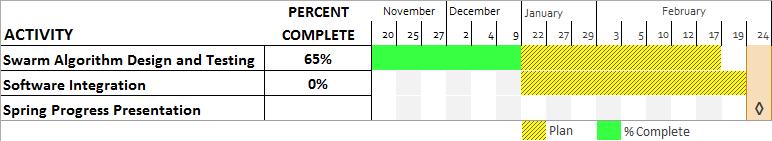 PERCENT November December January February
ACTIVITY COMPLETE 20 25 27 2 4 9 22 27 29 3 5 10 12 17 19 24
Swarm Algorithm Design and Testing 65%
Software Integration 0%
Spring Progress Presentation ◊
Plan % Complete